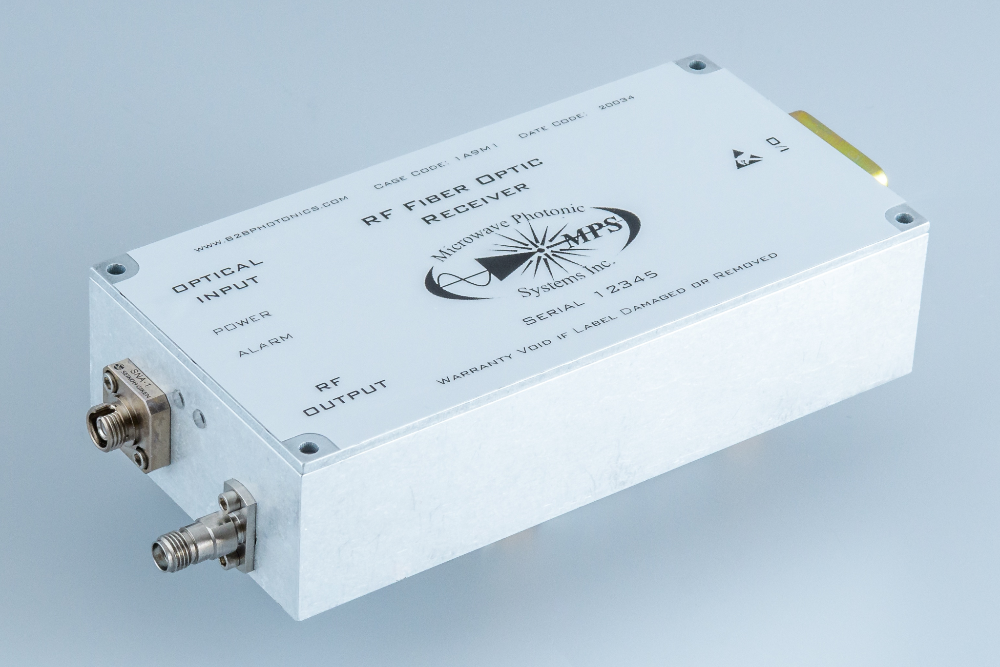 www.b2bphotonics.com
Cage Code: 1A9M1
Date Code: 20034
RF Fiber Optic
Receiver
I/O
Microwave Photonic
MPS
Systems Inc.
Serial 12345
Warranty Void if Label Damaged or Removed
OPTICAL
INPUT
POWER
ALARM
RF
OUTPUT
SNA-1
SEIKOH GIKEN